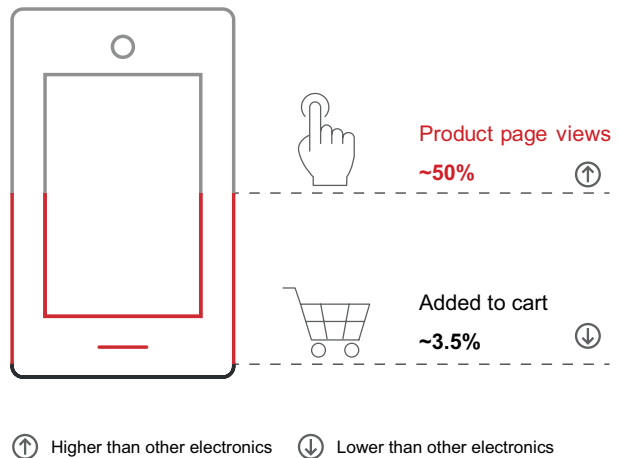 Product page views
~50%
Added to cart
~3.5%
Higher than other electronics
Lower than other electronics